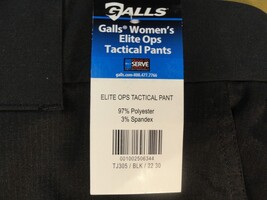 GALLS
Galls® Women's
Elite Ops
Tactical Pants
SERVE
galls.com • 800.477.7766
ELITE OPS TACTICAL PANT
97% Polyester
3% Spandex
001002506344
TJ305 / BLK / 22 30